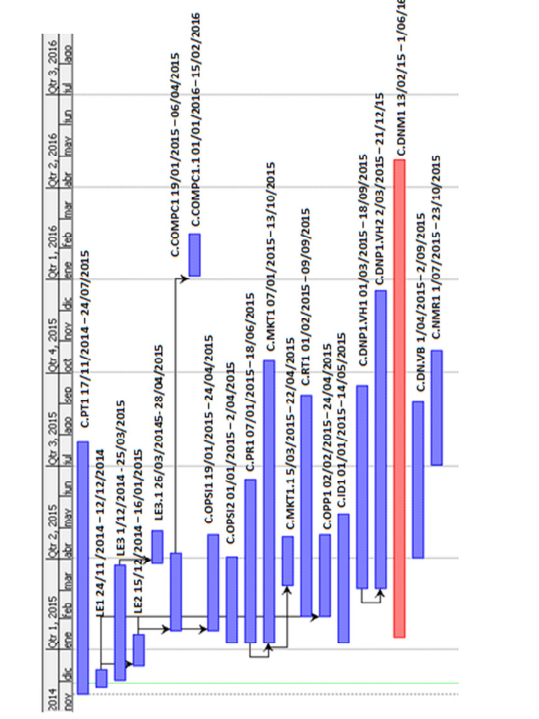 2014
Qtr 1, 2015
Qtr 2, 2015
Qtr 3, 2015
Qtr 4, 2015
Qtr 1, 2016
Qtr 2, 2016
Qtr 3, 2016
nov dic ene feb mar abr may jun jul ago sep oct nov dic ene feb mar abr may jun jul ago
C.PT1 17/11/2014 – 24/07/2015
LE1 24/11/2014 – 12/12/2014
LE3 1/12/2014 - 25/03/2015
LE2 15/12/2014 – 16/01/2015
LE3.1 26/03/20145- 28/04/2015
C.COMPC1 19/01/2015 – 06/04/2015
C.COMPC1.1 01/01/2016 – 15/02/2016
C.OPSI1 19/01/2015 – 24/04/2015
C.OPSI2 01/01/2015 – 2/04/2015
C.PR1 07/01/2015 – 18/06/2015
C.MKT1 07/01/2015 – 13/10/2015
C.MKT1.1 5/03/2015 – 22/04/2015
C.RT1 01/02/2015 – 09/09/2015
C.OPP1 02/02/2015 – 24/04/2015
C.ID1 01/01/2015 – 14/05/2015
C.DNP1.VH1 01/03/2015 – 18/09/2015
C.DNP1.VH2 2/03/2015 – 21/12/15
C.DNM1 13/02/15 – 1/06/16
C.DN.VB 1/04/2015 – 2/09/2015
C.NMR1 1/07/2015 – 23/10/2015